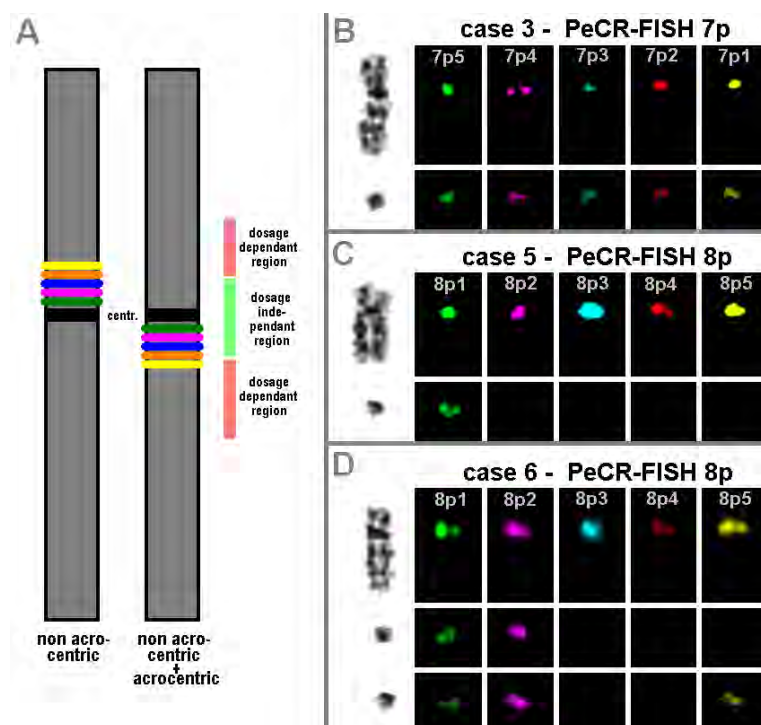 A
centr.
dosage
dependant
region
dosage
inde-
pendant
region
dosage
dependant
region
non acro-
centric
non acro-
centric
+
acrocentric
B
case 3 - PeCR-FISH 7p
7p5 7p4 7p3 7p2 7p1
C
case 5 - PeCR-FISH 8p
8p1 8p2 8p3 8p4 8p5
D
case 6 - PeCR-FISH 8p
8p1 8p2 8p3 8p4 8p5